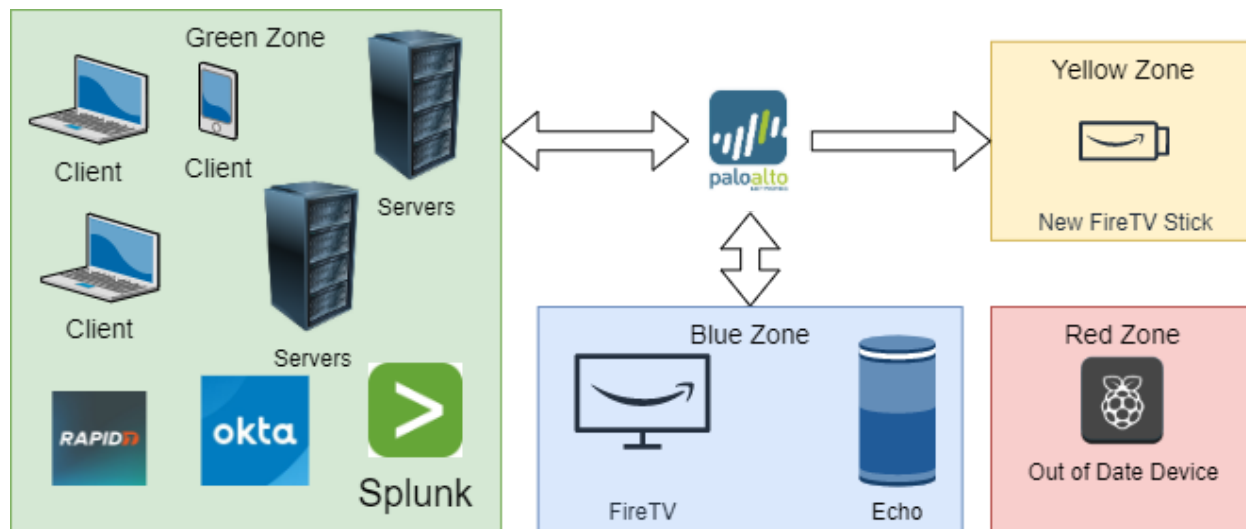 Green Zone
Client
Client
Servers
Client
Servers
RAPID7
okta
Splunk
paloalto
Yellow Zone
New FireTV Stick
Blue Zone
FireTV
Echo
Red Zone
Out of Date Device